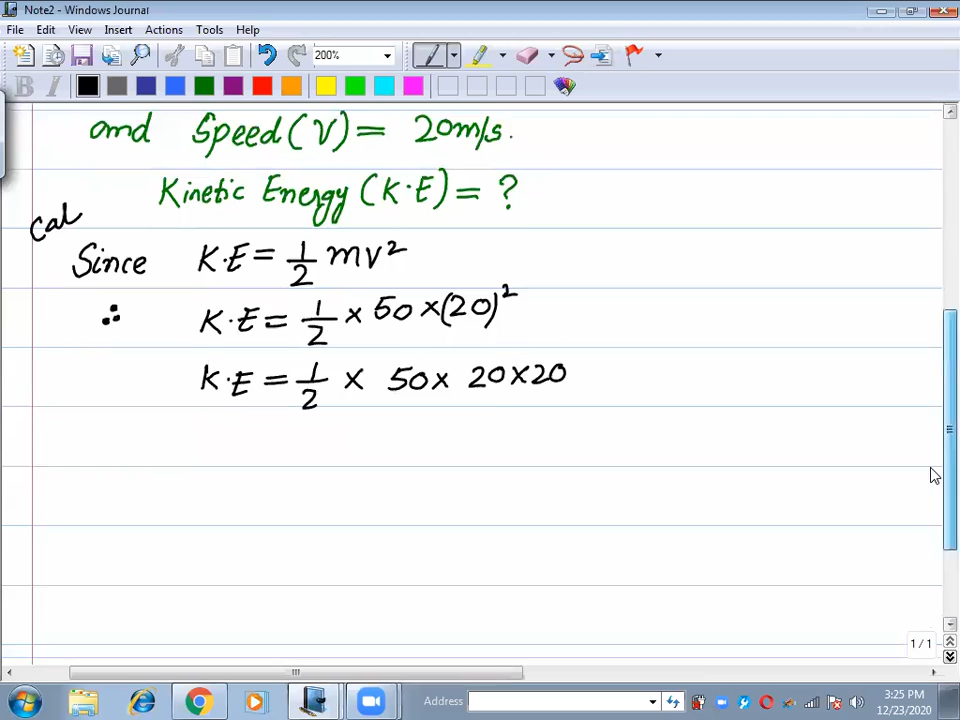 Note2 - Windows Journal
File Edit View Insert Actions Tools Help
200%
B I
and Speed(V)= 20m/s.
Kinetic Energy (K·E)= ?
Cal
Since K·E= 1/2 mv²
∴ K·E= 1/2 × 50 ×(20)²
K·E = 1/2 × 50× 20×20
1 / 1
Address
3:25 PM
12/23/2020